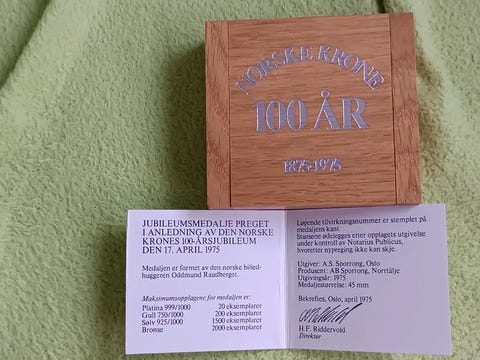 NORSKE KRONE
100 ÅR
1875-1975
JUBILEUMSMEDALJE PREGET
I ANLEDNING AV DEN NORSKE
KRONES 100-ÅRSJUBILEUM
DEN 17. APRIL 1975
Medaljen er formet av den norske billed-
huggeren Oddmund Raudberget.
Maksimumsopplagene for medaljen er:
Platina 999/1000 20 eksemplarer
Gull 750/1000 200 eksemplarer
Sølv 925/1000 1500 eksemplarer
Bronse 2000 eksemplarer
Løpende tilvirkningsnummer er stemplet på
medaljens kant.
Stansene ødelegges etter opplagets utgivelse
under kontroll av Notarius Publicus,
hvoretter nypreging ikke kan skje.
Utgiver: A.S. Sporrong, Oslo
Produsent: AB Sporrong, Norrtälje
Utgivingsår: 1975
Medaljestørrelse: 45 mm
Bekreftes, Oslo, april 1975
H.F. Riddervold
Direktør